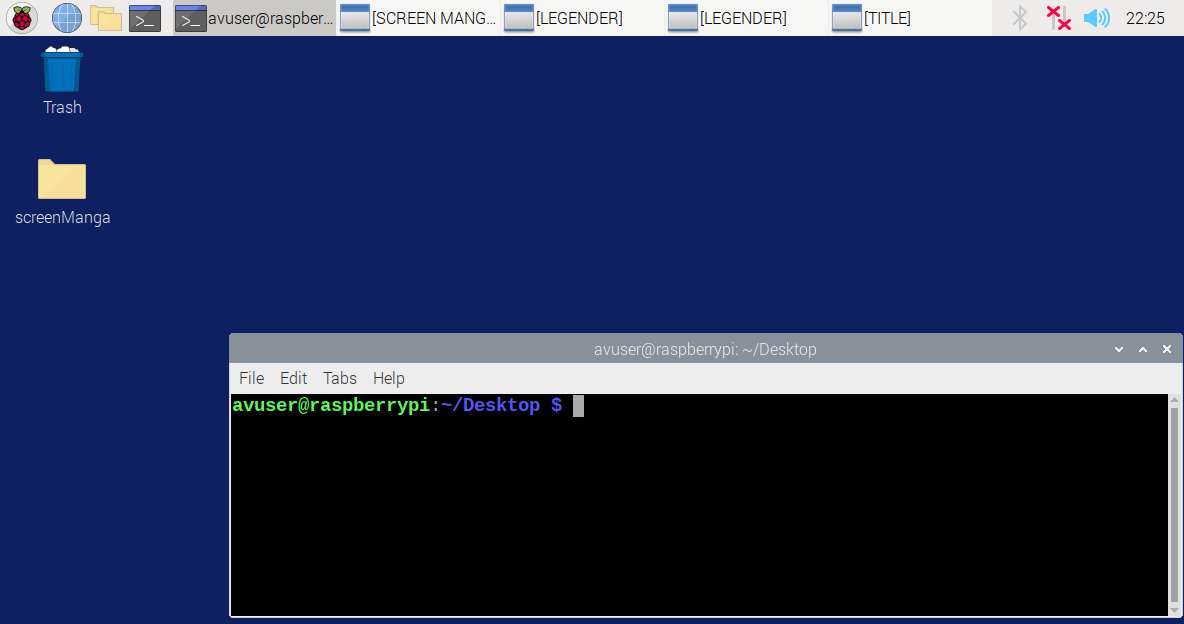 avuser@raspber... [SCREEN MANG... [LEGENDER] [LEGENDER] [TITLE] 22:25
Trash
screenManga
avuser@raspberrypi: ~/Desktop
File Edit Tabs Help
avuser@raspberrypi:~/Desktop $